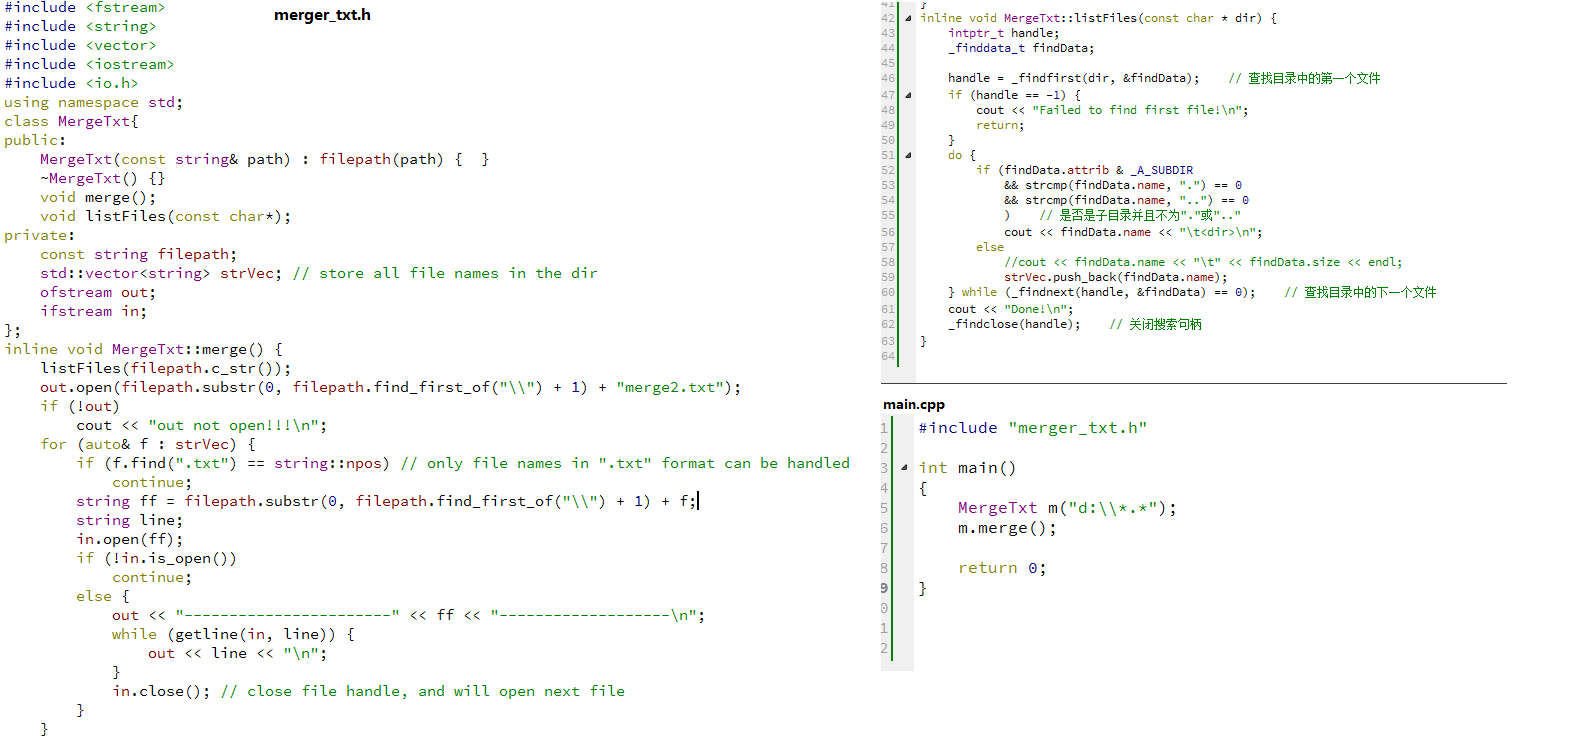 merger_txt.h
#include <fstream>
#include <string>
#include <vector>
#include <iostream>
#include <io.h>
using namespace std;
class MergeTxt{
public:
    MergeTxt(const string& path) : filepath(path) {  }
    ~MergeTxt() {}
    void merge();
    void listFiles(const char*);
private:
    const string filepath;
    std::vector<string> strVec; // store all file names in the dir
    ofstream out;
    ifstream in;
};
inline void MergeTxt::merge() {
    listFiles(filepath.c_str());
    out.open(filepath.substr(0, filepath.find_first_of("\\") + 1) + "merge2.txt");
    if (!out)
        cout << "out not open!!!\n";
    for (auto& f : strVec) {
        if (f.find(".txt") == string::npos) // only file names in ".txt" format can be handled
            continue;
        string ff = filepath.substr(0, filepath.find_first_of("\\") + 1) + f;
        string line;
        in.open(ff);
        if (!in.is_open())
            continue;
        else {
            out << "-----------------------" << ff << "-------------------\n";
            while (getline(in, line)) {
                out << line << "\n";
            }
            in.close(); // close file handle, and will open next file
        }
    }
41 }
42 inline void MergeTxt::listFiles(const char * dir) {
43     intptr_t handle;
44     _finddata_t findData;
45
46     handle = _findfirst(dir, &findData);    // 查找目录中的第一个文件
47     if (handle == -1) {
48         cout << "Failed to find first file!\n";
49         return;
50     }
51     do {
52         if (findData.attrib & _A_SUBDIR
53             && strcmp(findData.name, ".") == 0
54             && strcmp(findData.name, "..") == 0
55             )    // 是否是子目录并且不为"."或".."
56             cout << findData.name << "\t<dir>\n";
57         else
58             //cout << findData.name << "\t" << findData.size << endl;
59             strVec.push_back(findData.name);
60     } while (_findnext(handle, &findData) == 0);    // 查找目录中的下一个文件
61     cout << "Done!\n";
62     _findclose(handle);    // 关闭搜索句柄
63 }
64
main.cpp
1 #include "merger_txt.h"
2
3 int main()
4 {
5     MergeTxt m("d:\\*.*");
6     m.merge();
7
8     return 0;
9 }
0
1
2